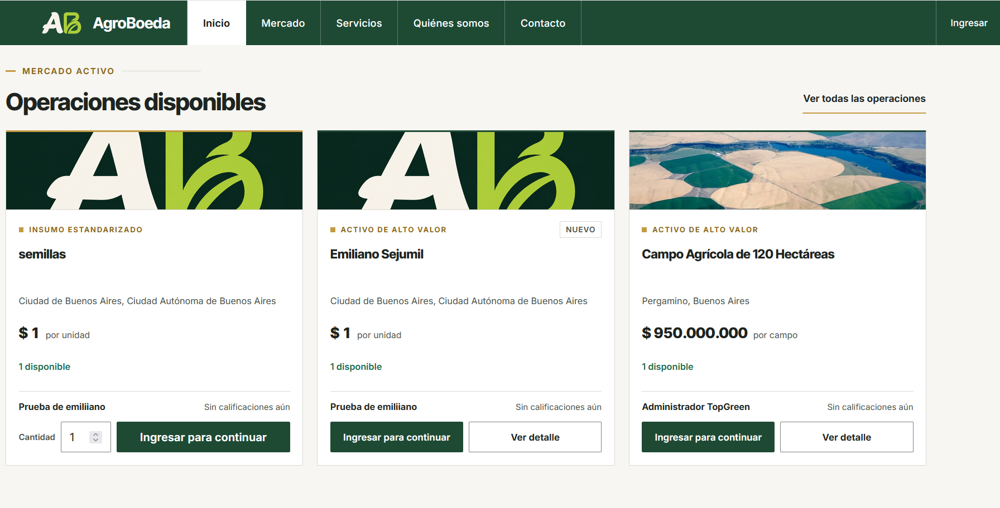 AB AgroBoeda Inicio Mercado Servicios Quiénes somos Contacto Ingresar
MERCADO ACTIVO
Operaciones disponibles
Ver todas las operaciones
AB
INSUMO ESTANDARIZADO
semillas
Ciudad de Buenos Aires, Ciudad Autónoma de Buenos Aires
$ 1 por unidad
1 disponible
Prueba de emiliiano Sin calificaciones aún
Cantidad 1 Ingresar para continuar
AB
ACTIVO DE ALTO VALOR NUEVO
Emiliano Sejumil
Ciudad de Buenos Aires, Ciudad Autónoma de Buenos Aires
$ 1 por unidad
1 disponible
Prueba de emiliiano Sin calificaciones aún
Ingresar para continuar Ver detalle
ACTIVO DE ALTO VALOR
Campo Agrícola de 120 Hectáreas
Pergamino, Buenos Aires
$ 950.000.000 por campo
1 disponible
Administrador TopGreen Sin calificaciones aún
Ingresar para continuar Ver detalle